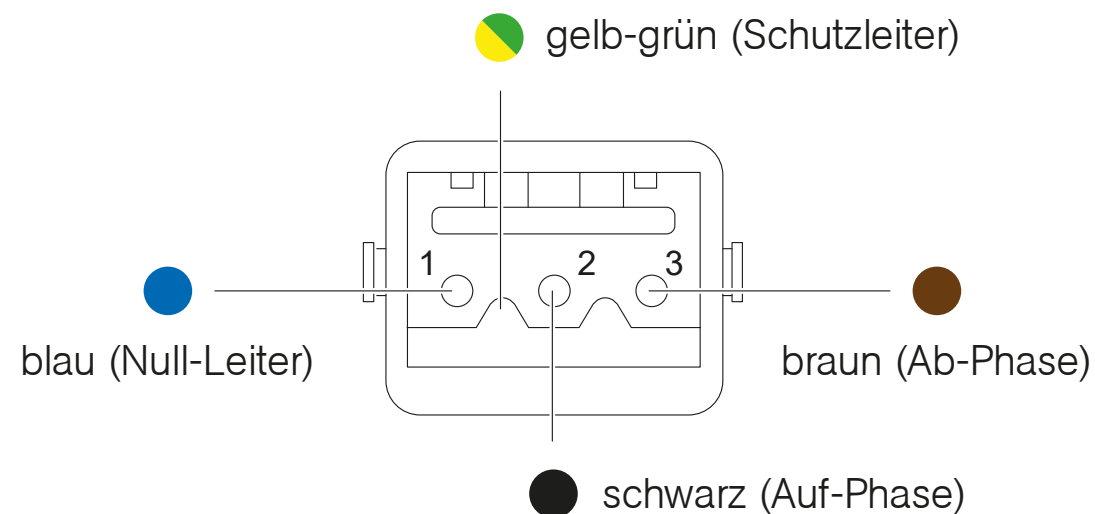 gelb-grün (Schutzleiter)
1 2 3
blau (Null-Leiter)
braun (Ab-Phase)
schwarz (Auf-Phase)